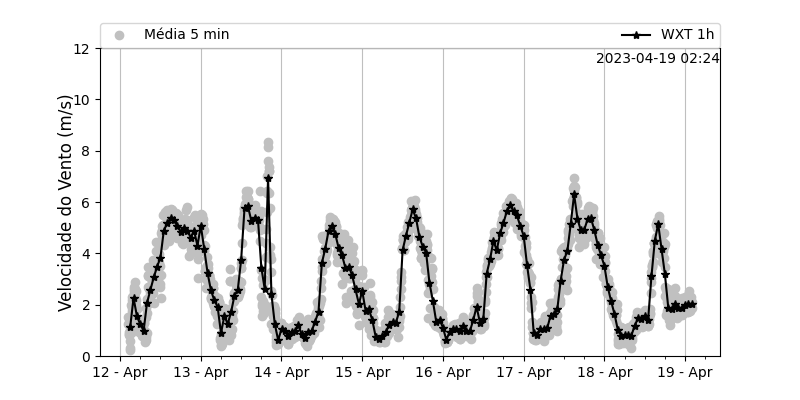 Média 5 min
WXT 1h
2023-04-19 02:24
Velocidade do Vento (m/s)
12
10
8
6
4
2
0
12 - Apr
13 - Apr
14 - Apr
15 - Apr
16 - Apr
17 - Apr
18 - Apr
19 - Apr